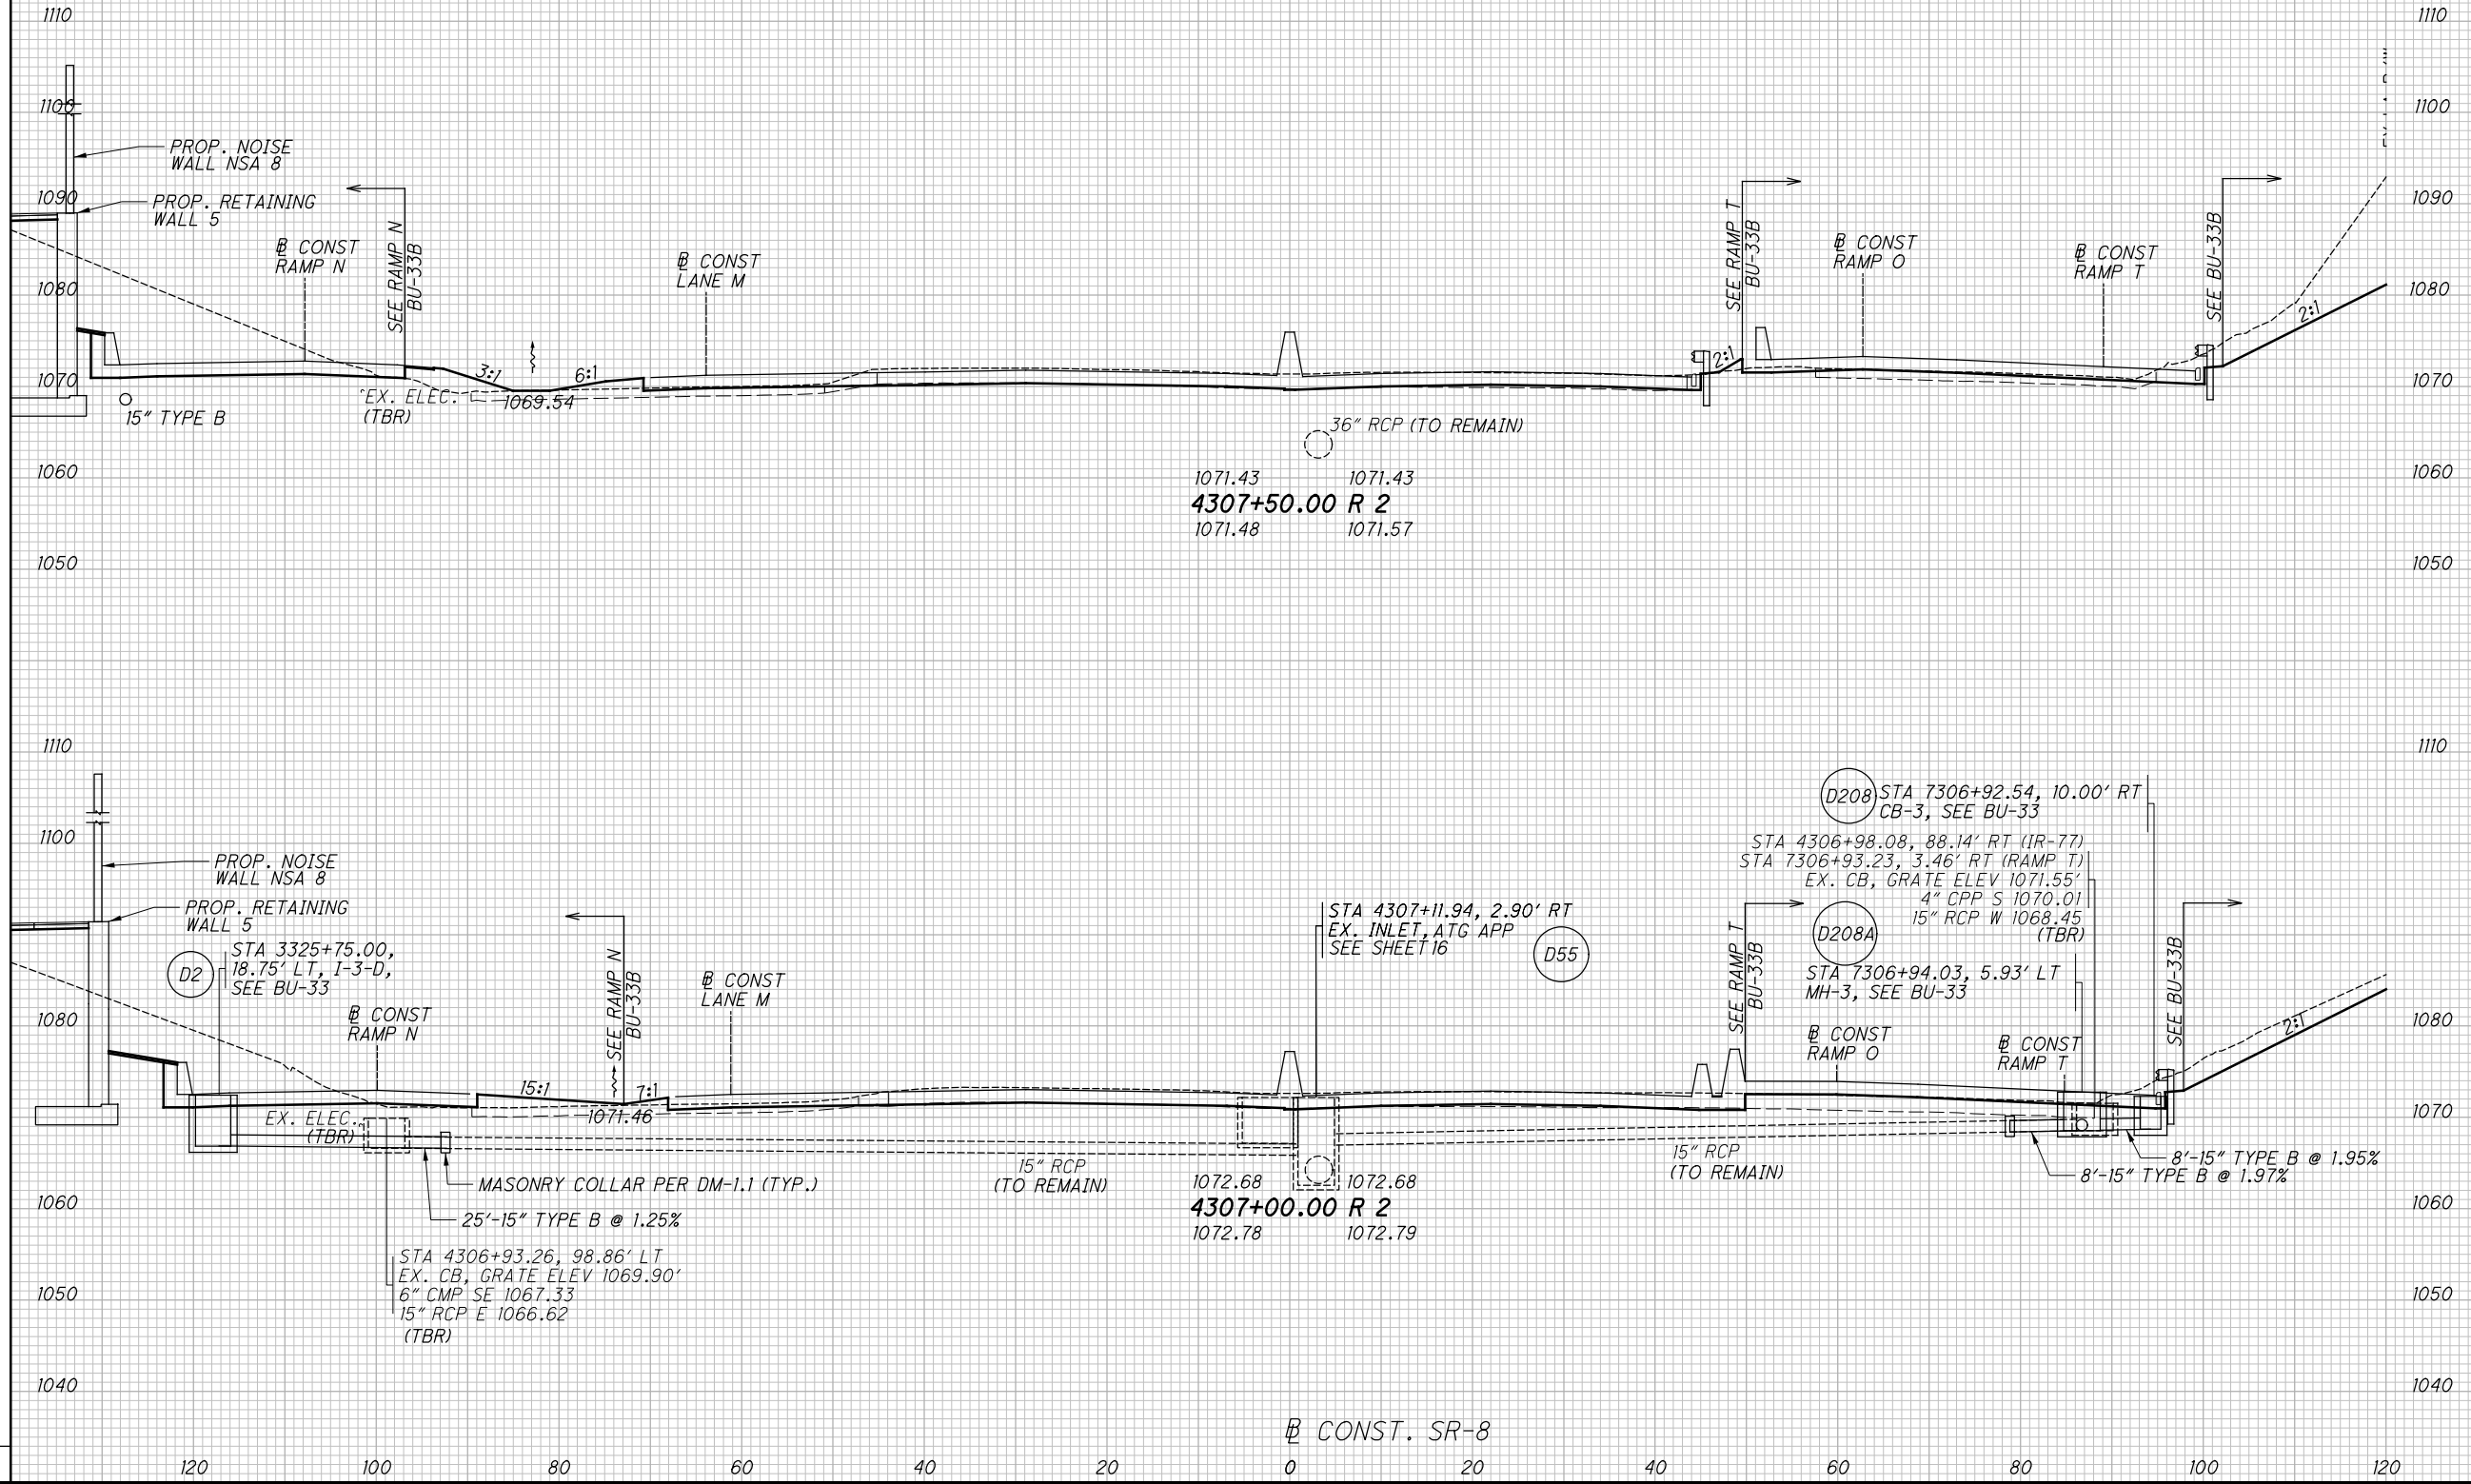 1110
1110
1100
1100
PROP. NOISE
WALL NSA 8
1090
1090
PROP. RETAINING
WALL 5
℄ CONST
RAMP N
SEE RAMP N
BU-33B
℄ CONST
LANE M
SEE RAMP T
BU-33B
℄ CONST
RAMP O
℄ CONST
RAMP T
SEE BU-33B
1080
1080
2:1
3:1
6:1
2:1
1070
1070
EX. ELEC.
(TBR)
1069.54
15" TYPE B
36" RCP (TO REMAIN)
1060
1060
1071.43 1071.43
4307+50.00 R 2
1071.48 1071.57
1050
1050
1110
1110
D208
STA 7306+92.54, 10.00' RT
CB-3, SEE BU-33
1100
1100
STA 4306+98.08, 88.14' RT (IR-77)
STA 7306+93.23, 3.46' RT (RAMP T)
EX. CB, GRATE ELEV 1071.55'
4" CPP S 1070.01
15" RCP W 1068.45
(TBR)
PROP. NOISE
WALL NSA 8
PROP. RETAINING
WALL 5
D2
STA 3325+75.00,
18.75' LT, I-3-D,
SEE BU-33
℄ CONST
RAMP N
SEE RAMP N
BU-33B
℄ CONST
LANE M
STA 4307+11.94, 2.90' RT
EX. INLET, ATG APP
SEE SHEET 16
D55
SEE RAMP T
BU-33B
D208A
STA 7306+94.03, 5.93' LT
MH-3, SEE BU-33
℄ CONST
RAMP O
℄ CONST
RAMP T
SEE BU-33B
1080
1080
2:1
15:1
7:1
1070
1070
EX. ELEC.
(TBR)
1071.46
MASONRY COLLAR PER DM-1.1 (TYP.)
25'-15" TYPE B @ 1.25%
15" RCP
(TO REMAIN)
15" RCP
(TO REMAIN)
8'-15" TYPE B @ 1.95%
8'-15" TYPE B @ 1.97%
1060
1060
1072.68 1072.68
4307+00.00 R 2
1072.78 1072.79
STA 4306+93.26, 98.86' LT
EX. CB, GRATE ELEV 1069.90'
6" CMP SE 1067.33
15" RCP E 1066.62
(TBR)
1050
1050
1040
1040
℄ CONST. SR-8
120 100 80 60 40 20 0 20 40 60 80 100 120